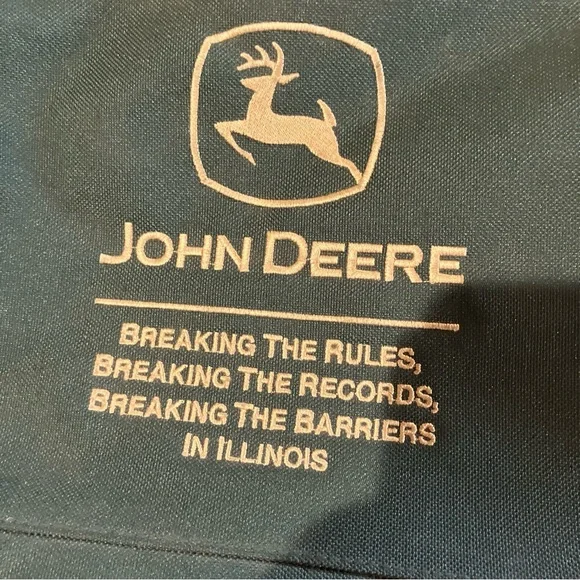 JOHN DEERE
BREAKING THE RULES,
BREAKING THE RECORDS,
BREAKING THE BARRIERS
IN ILLINOIS